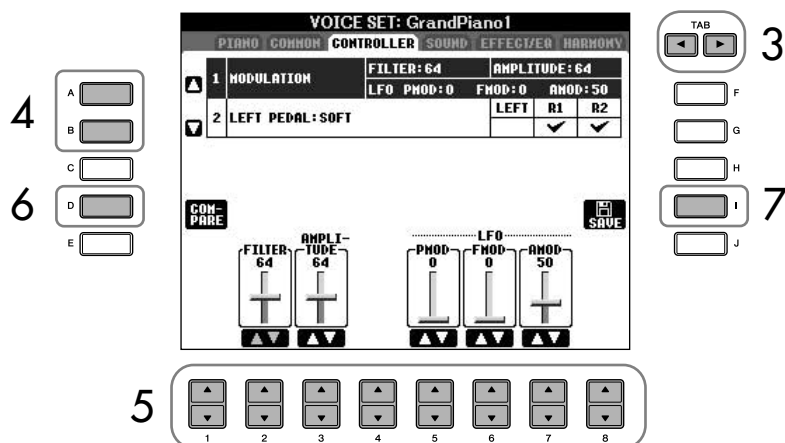 VOICE SET: GrandPiano1
PIANO COMMON CONTROLLER SOUND EFFECT/EQ HARMONY
TAB
3
1 MODULATION FILTER:64 AMPLITUDE:64
LFO PMOD:0 FMOD:0 AMOD:50
2 LEFT PEDAL:SOFT LEFT R1 R2
4
A
B
C
6
D
E
F
G
H
I
7
J
COM-
PARE
SAVE
FILTER
64
AMPLI-
TUDE
64
LFO
PMOD
0
FMOD
0
AMOD
50
5
1 2 3 4 5 6 7 8